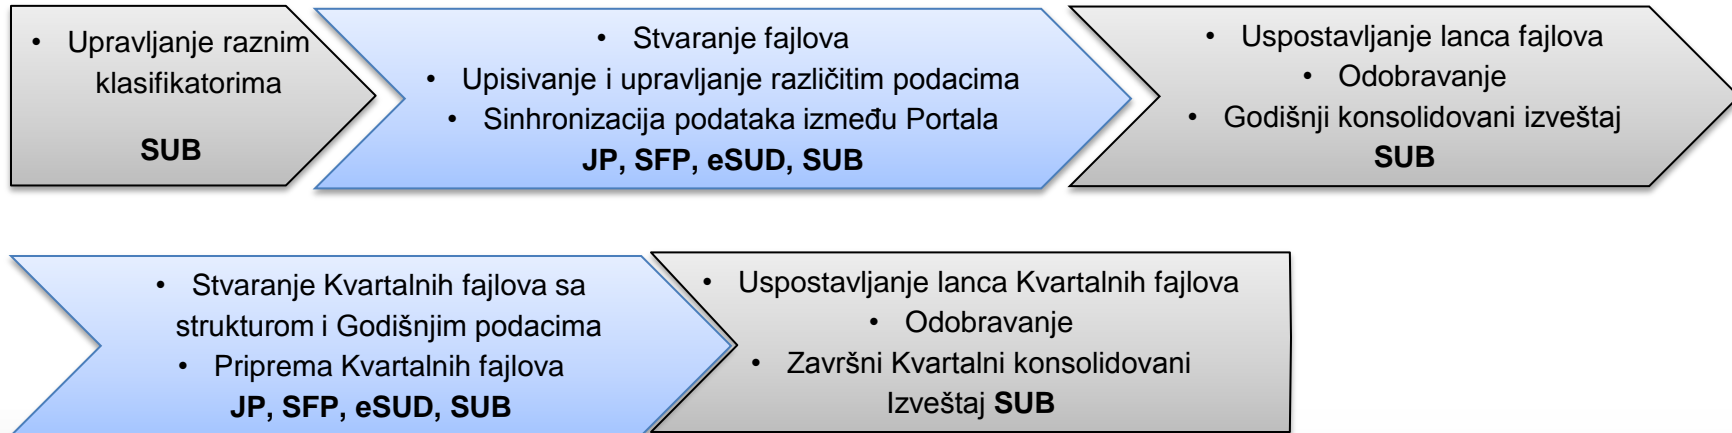 • Upravljanje raznim
klasifikatorima
SUB
• Stvaranje fajlova
• Upisivanje i upravljanje različitim podacima
• Sinhronizacija podataka između Portala
JP, SFP, eSUD, SUB
• Uspostavljanje lanca fajlova
• Odobravanje
• Godišnji konsolidovani izveštaj
SUB
• Stvaranje Kvartalnih fajlova sa
strukturom i Godišnjim podacima
• Priprema Kvartalnih fajlova
JP, SFP, eSUD, SUB
• Uspostavljanje lanca Kvartalnih fajlova
• Odobravanje
• Završni Kvartalni konsolidovani
Izveštaj SUB